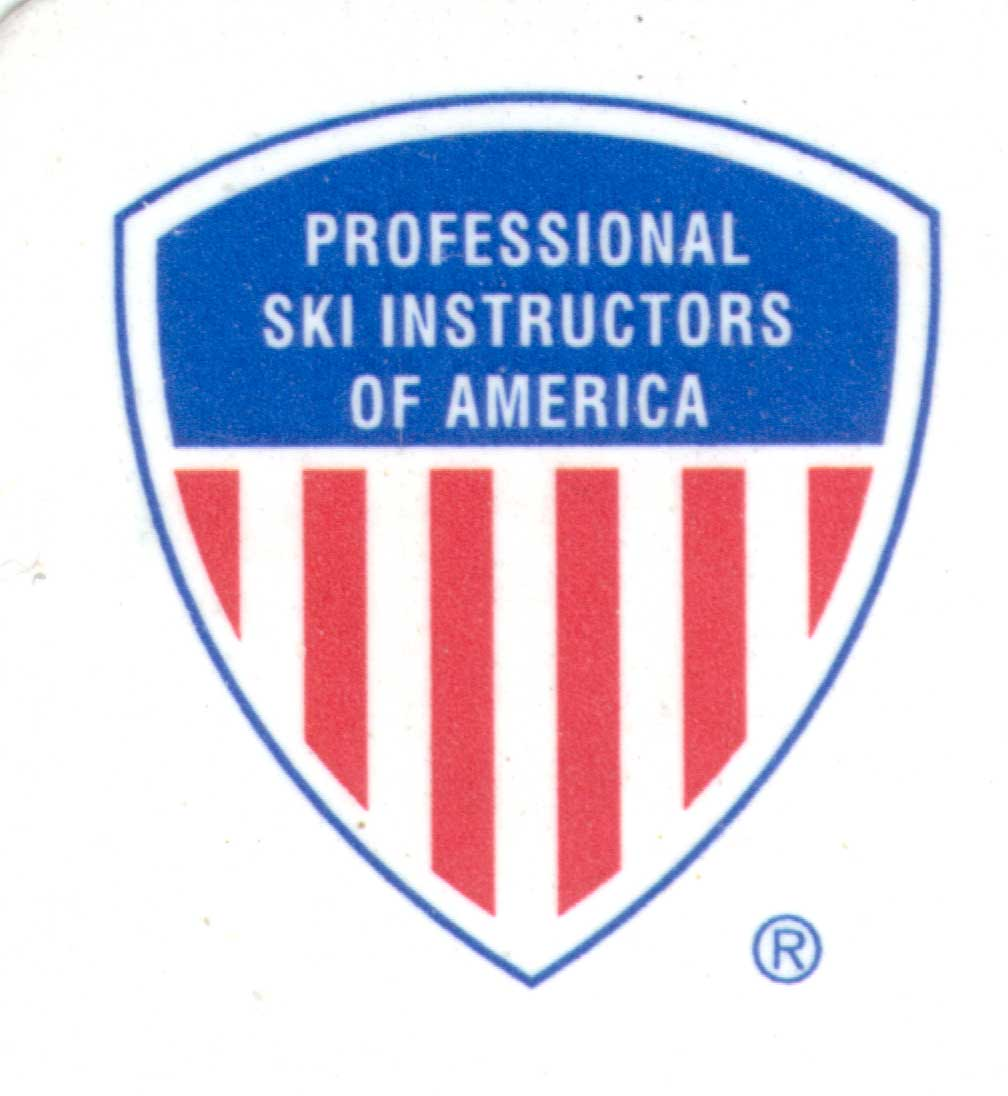 PROFESSIONAL
SKI INSTRUCTORS
OF AMERICA
®